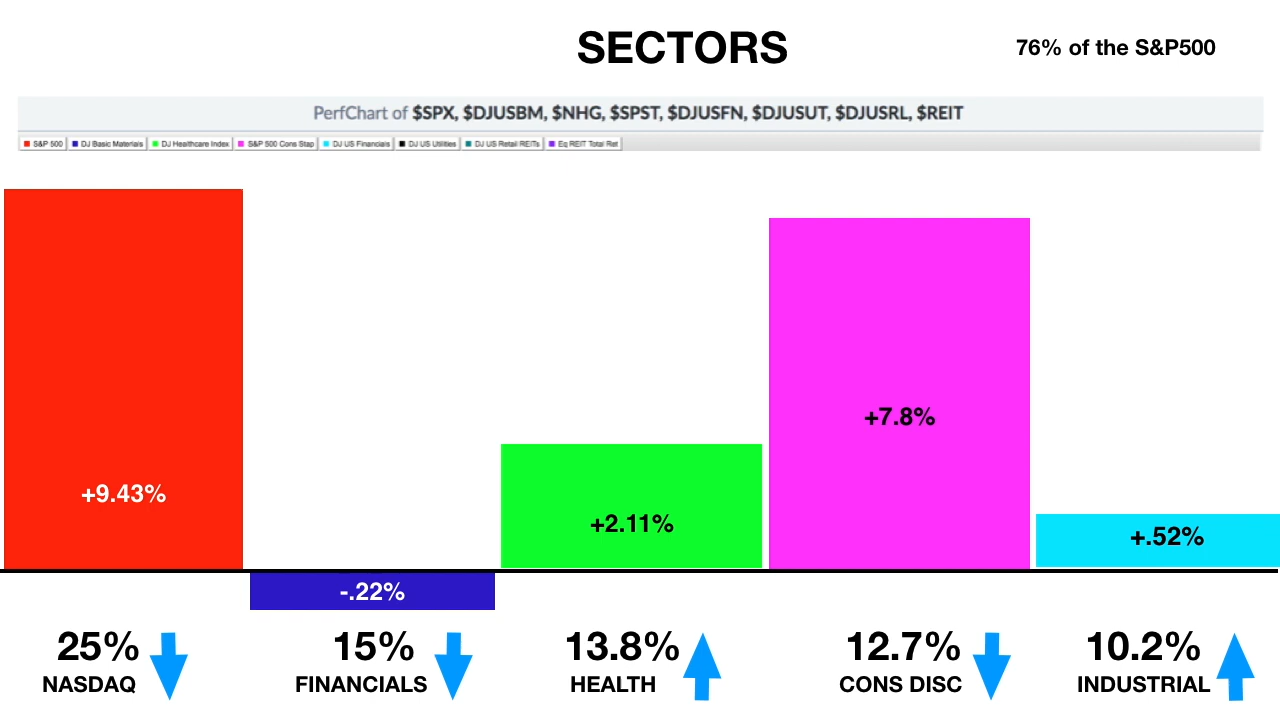 SECTORS
76% of the S&P500
PerfChart of $SPX, $DJUSBM, $NHG, $SPST, $DJUSFN, $DJUSUT, $DJUSRL, $REIT
S&P 500 DJ Basic Materials DJ Healthcare Index S&P 500 Cons Stap DJ US Financials DJ US Utilities DJ US Retail REITs Eq REIT Total Ret
+9.43%
-.22%
+2.11%
+7.8%
+.52%
25%
NASDAQ
15%
FINANCIALS
13.8%
HEALTH
12.7%
CONS DISC
10.2%
INDUSTRIAL